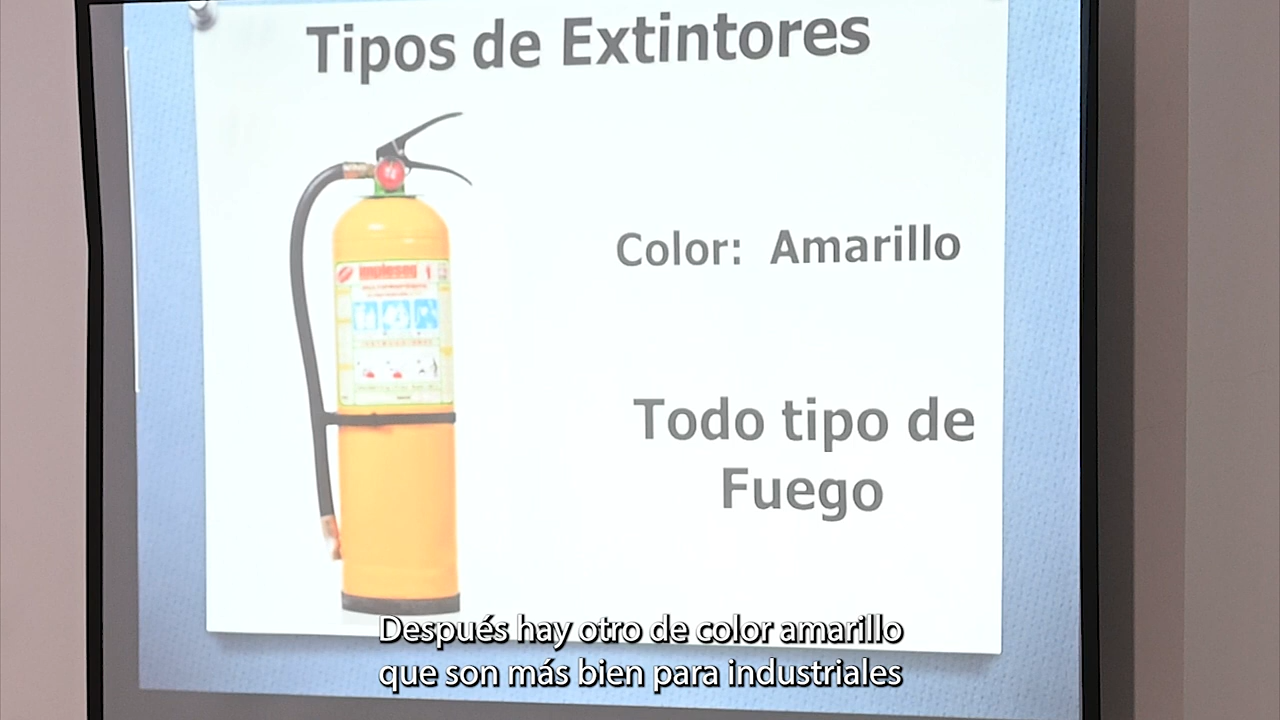 Tipos de Extintores
Color: Amarillo
Todo tipo de
Fuego
Después hay otro de color amarillo
que son más bien para industriales